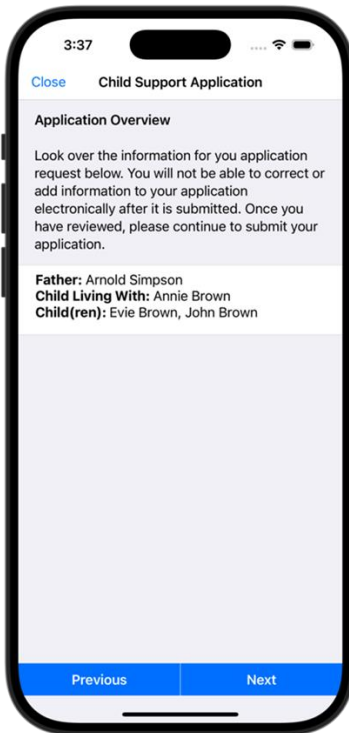 3:37
Close Child Support Application
Application Overview
Look over the information for you application
request below. You will not be able to correct or
add information to your application
electronically after it is submitted. Once you
have reviewed, please continue to submit your
application.
Father: Arnold Simpson
Child Living With: Annie Brown
Child(ren): Evie Brown, John Brown
Previous Next